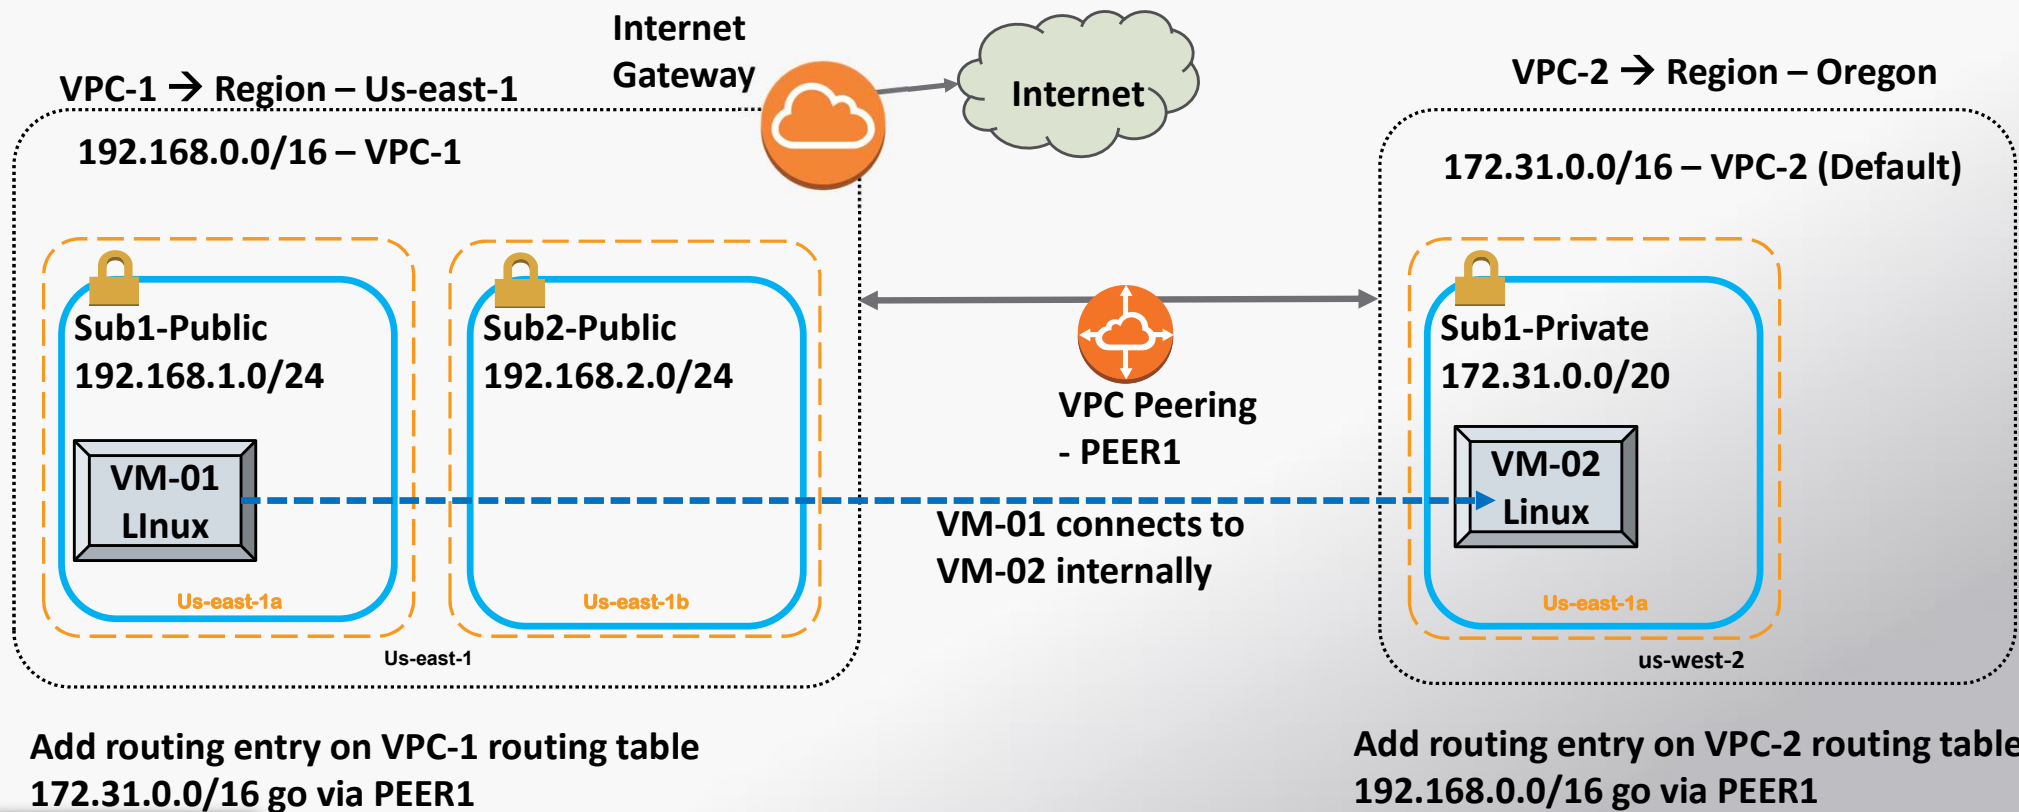 Internet
Gateway
Internet
VPC-1 → Region – Us-east-1
192.168.0.0/16 – VPC-1
Sub1-Public
192.168.1.0/24
VM-01
LInux
Us-east-1a
Sub2-Public
192.168.2.0/24
Us-east-1b
Us-east-1
VPC Peering
- PEER1
VM-01 connects to
VM-02 internally
VPC-2 → Region – Oregon
172.31.0.0/16 – VPC-2 (Default)
Sub1-Private
172.31.0.0/20
VM-02
Linux
Us-east-1a
us-west-2
Add routing entry on VPC-1 routing table
172.31.0.0/16 go via PEER1
Add routing entry on VPC-2 routing table
192.168.0.0/16 go via PEER1